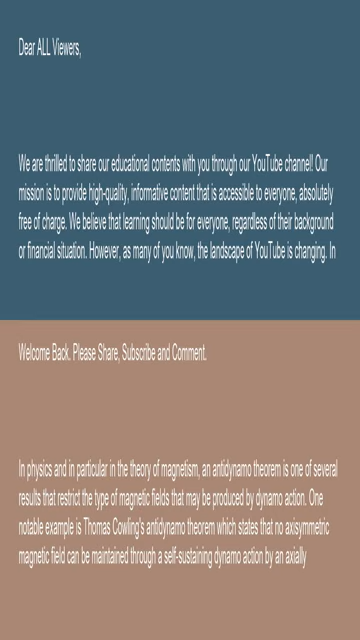 Dear ALL Viewers,
We are thrilled to share our educational contents with you through our YouTube channel! Our
mission is to provide high-quality, informative content that is accessible to everyone, absolutely
free of charge. We believe that learning should be for everyone, regardless of their background
or financial situation. However, as many of you know, the landscape of YouTube is changing. In
Welcome Back. Please Share, Subscribe and Comment.
In physics and in particular in the theory of magnetism, an antidynamo theorem is one of several
results that restrict the type of magnetic fields that may be produced by dynamo action. One
notable example is Thomas Cowling's antidynamo theorem which states that no axisymmetric
magnetic field can be maintained through a self-sustaining dynamo action by an axially